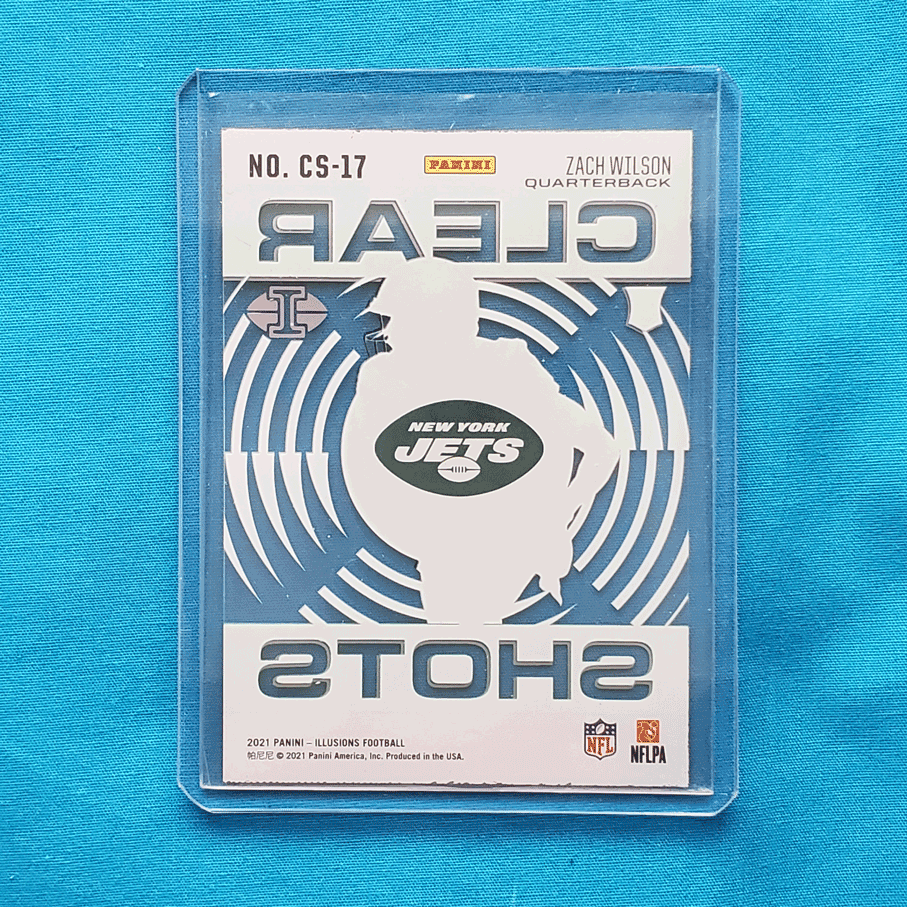 NO. CS-17
PANINI
ZACH WILSON
QUARTERBACK
CLEAR
I
NEW YORK
JETS
SHOTS
2021 PANINI – ILLUSIONS FOOTBALL
帕尼尼 © 2021 Panini America, Inc. Produced in the USA.
NFL
NFLPA